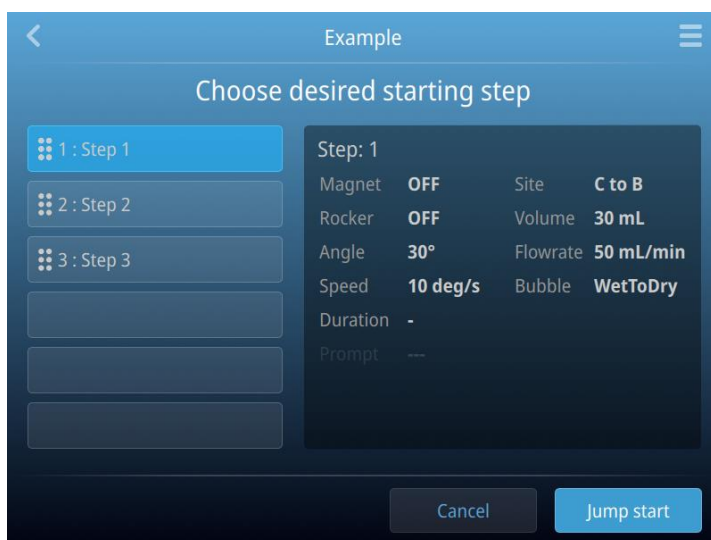 Example
Choose desired starting step
1 : Step 1
2 : Step 2
3 : Step 3
Step: 1
Magnet OFF Site C to B
Rocker OFF Volume 30 mL
Angle 30° Flowrate 50 mL/min
Speed 10 deg/s Bubble WetToDry
Duration -
Prompt ---
Cancel Jump start